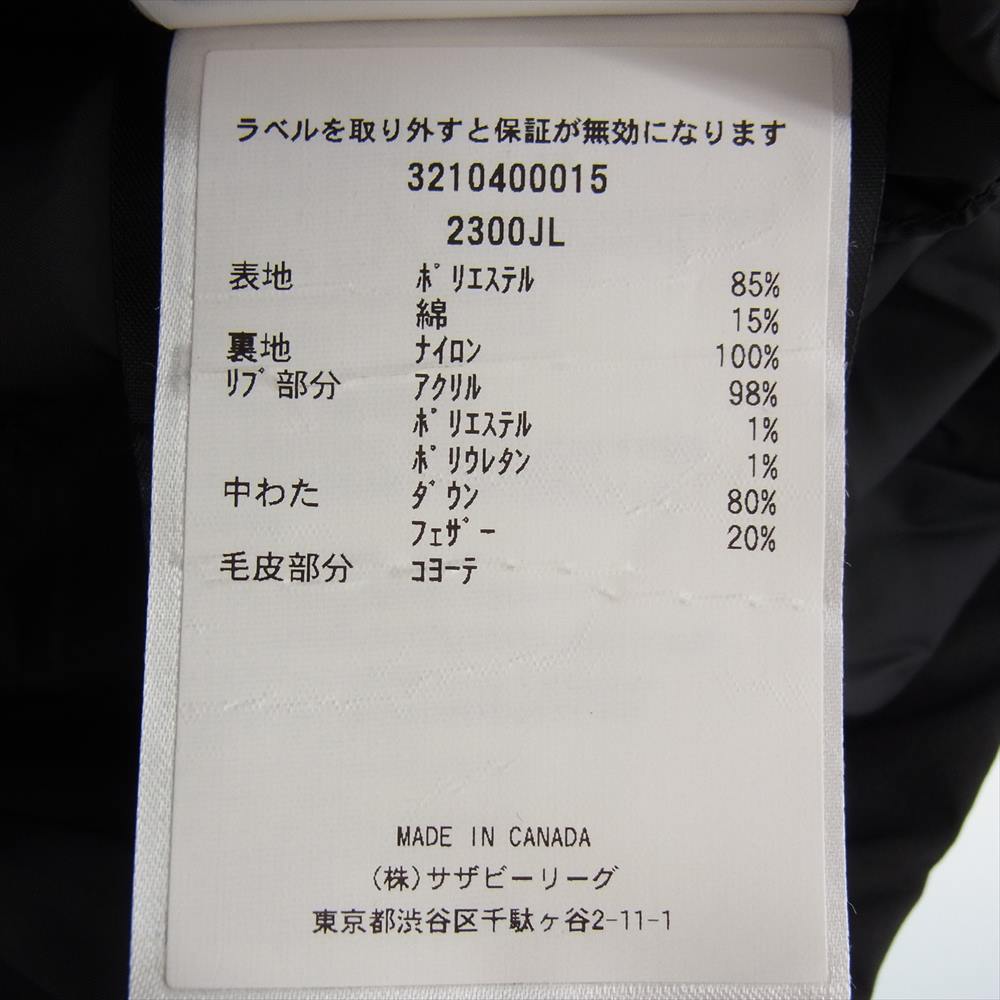 ラベルを取り外すと保証が無効になります
3210400015
2300JL
表地 ﾎﾟﾘｴｽﾃﾙ 85%
綿 15%
裏地 ﾅｲﾛﾝ 100%
ﾘﾌﾞ部分 ｱｸﾘﾙ 98%
ﾎﾟﾘｴｽﾃﾙ 1%
ﾎﾟﾘｳﾚﾀﾝ 1%
中わた ﾀﾞｳﾝ 80%
ﾌｪｻﾞｰ 20%
毛皮部分 ｺﾖｰﾃ
MADE IN CANADA
(株)サザビーリーグ
東京都渋谷区千駄ヶ谷2-11-1